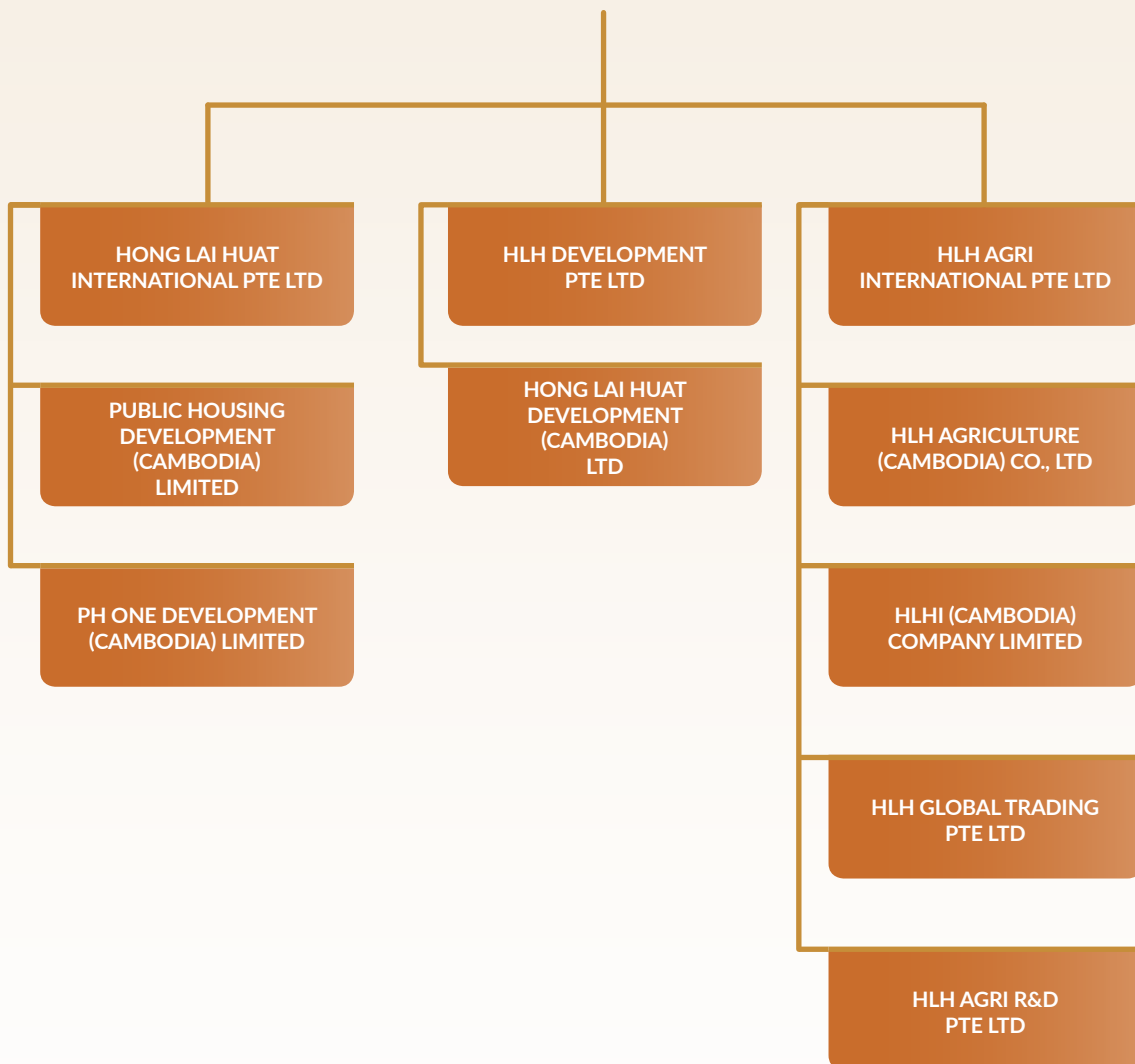 HONG LAI HUAT
INTERNATIONAL PTE LTD
PUBLIC HOUSING
DEVELOPMENT
(CAMBODIA)
LIMITED
PH ONE DEVELOPMENT
(CAMBODIA) LIMITED
HLH DEVELOPMENT
PTE LTD
HONG LAI HUAT
DEVELOPMENT
(CAMBODIA)
LTD
HLH AGRI
INTERNATIONAL PTE LTD
HLH AGRICULTURE
(CAMBODIA) CO., LTD
HLHI (CAMBODIA)
COMPANY LIMITED
HLH GLOBAL TRADING
PTE LTD
HLH AGRI R&D
PTE LTD